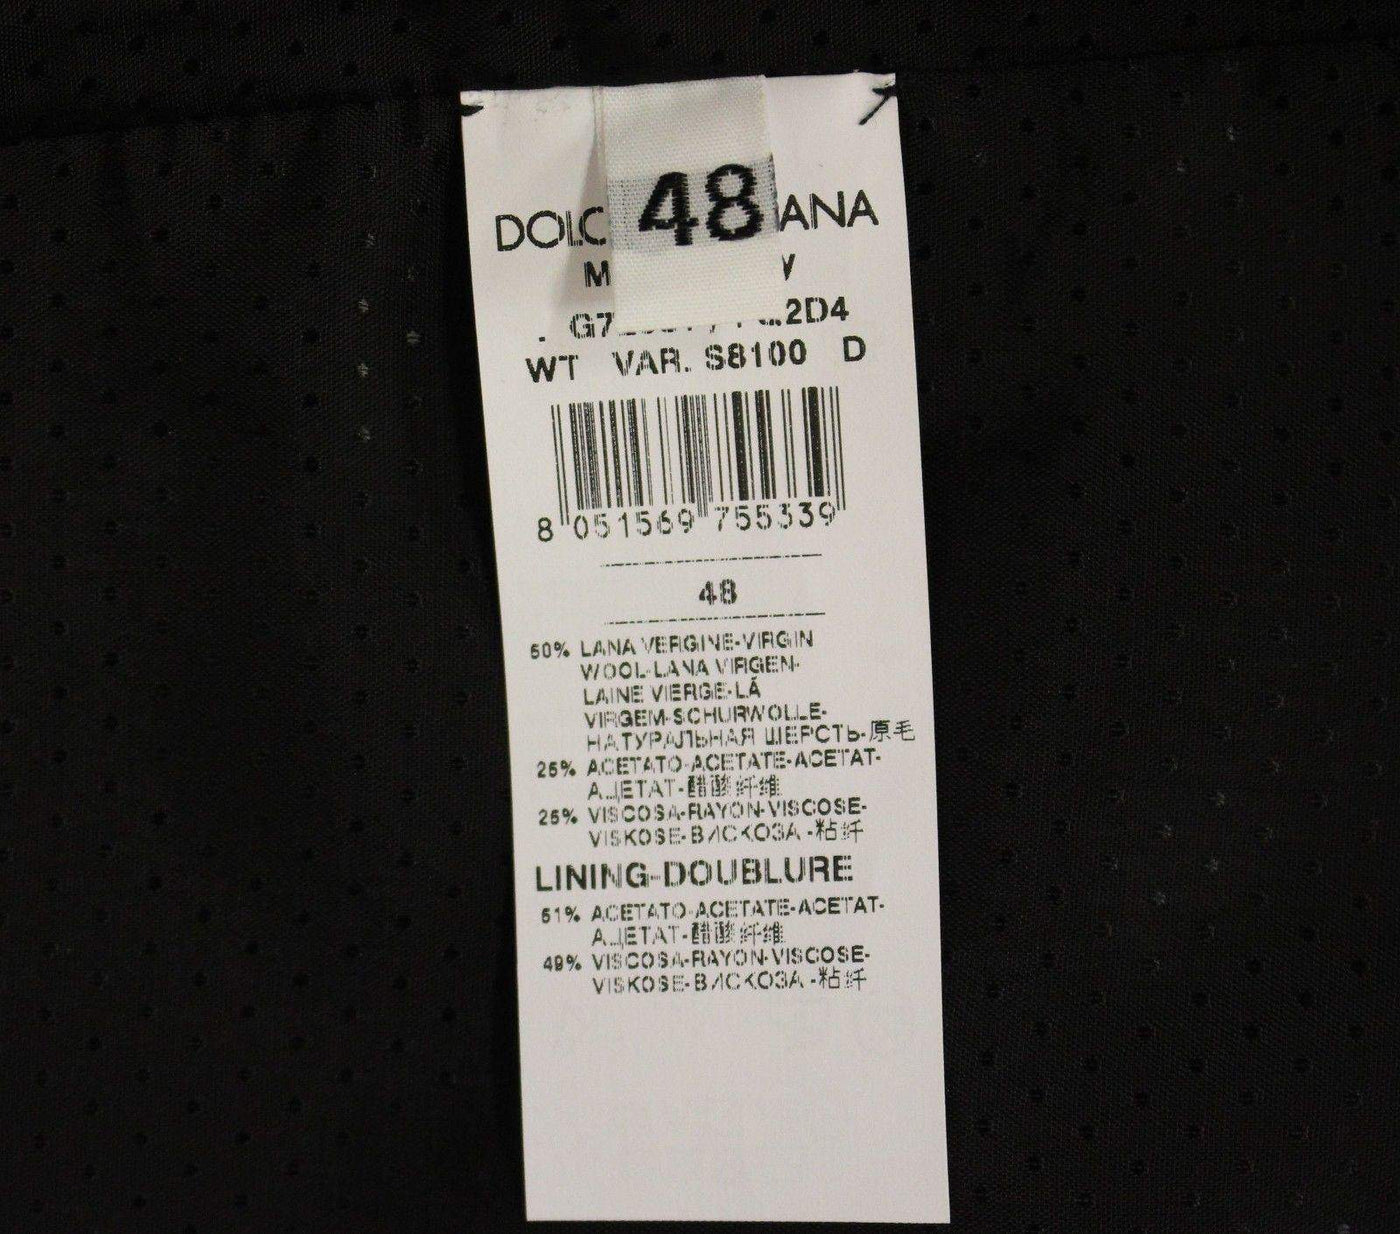 48
DOLC ANA
M
G7 2D4
WT VAR. S8100 D
8 051569 755339
48
50% LANA VERGINE-VIRGIN
WOOL-LANA VIRGEN-
LAINE VIERGE-LÃ
VIRGEM-SCHURWOLLE-
НАТУРАЛЬНАЯ ШЕРСТЬ-原毛
25% ACETATO-ACETATE-ACETAT-
АЦЕТАТ-醋酸纤维
25% VISCOSA-RAYON-VISCOSE-
VISKOSE-ВИСКОЗА-粘纤
LINING-DOUBLURE
51% ACETATO-ACETATE-ACETAT-
АЦЕТАТ-醋酸纤维
49% VISCOSA-RAYON-VISCOSE-
VISKOSE-ВИСКОЗА-粘纤